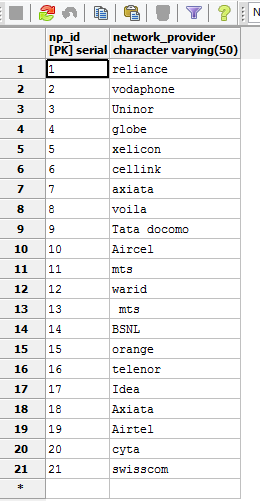 N
np_id network_provider
[PK] serial character varying(50)
1 1 reliance
2 2 vodaphone
3 3 Uninor
4 4 globe
5 5 xelicon
6 6 cellink
7 7 axiata
8 8 voila
9 9 Tata docomo
10 10 Aircel
11 11 mts
12 12 warid
13 13 mts
14 14 BSNL
15 15 orange
16 16 telenor
17 17 Idea
18 18 Axiata
19 19 Airtel
20 20 cyta
21 21 swisscom
*